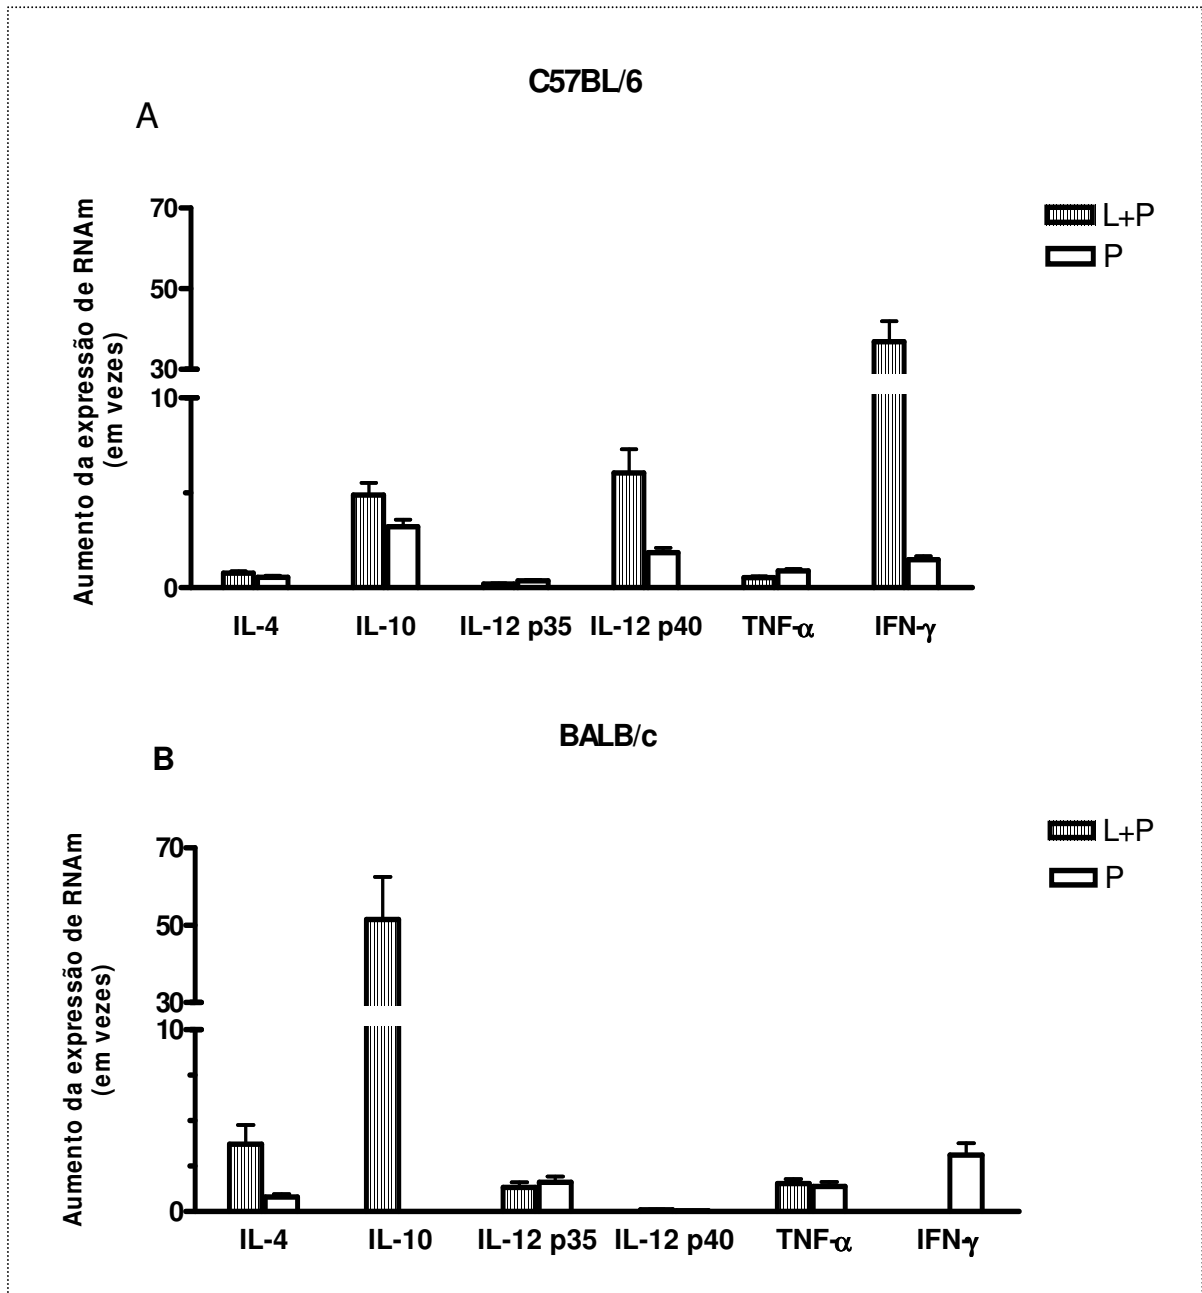 C57BL/6
A
Aumento da expressão de RNAm
(em vezes)
70
50
30
10
0
L+P
P
IL-4 IL-10 IL-12 p35 IL-12 p40 TNF-α IFN-γ
BALB/c
B
Aumento da expressão de RNAm
(em vezes)
70
50
30
10
0
L+P
P
IL-4 IL-10 IL-12 p35 IL-12 p40 TNF-α IFN-γ